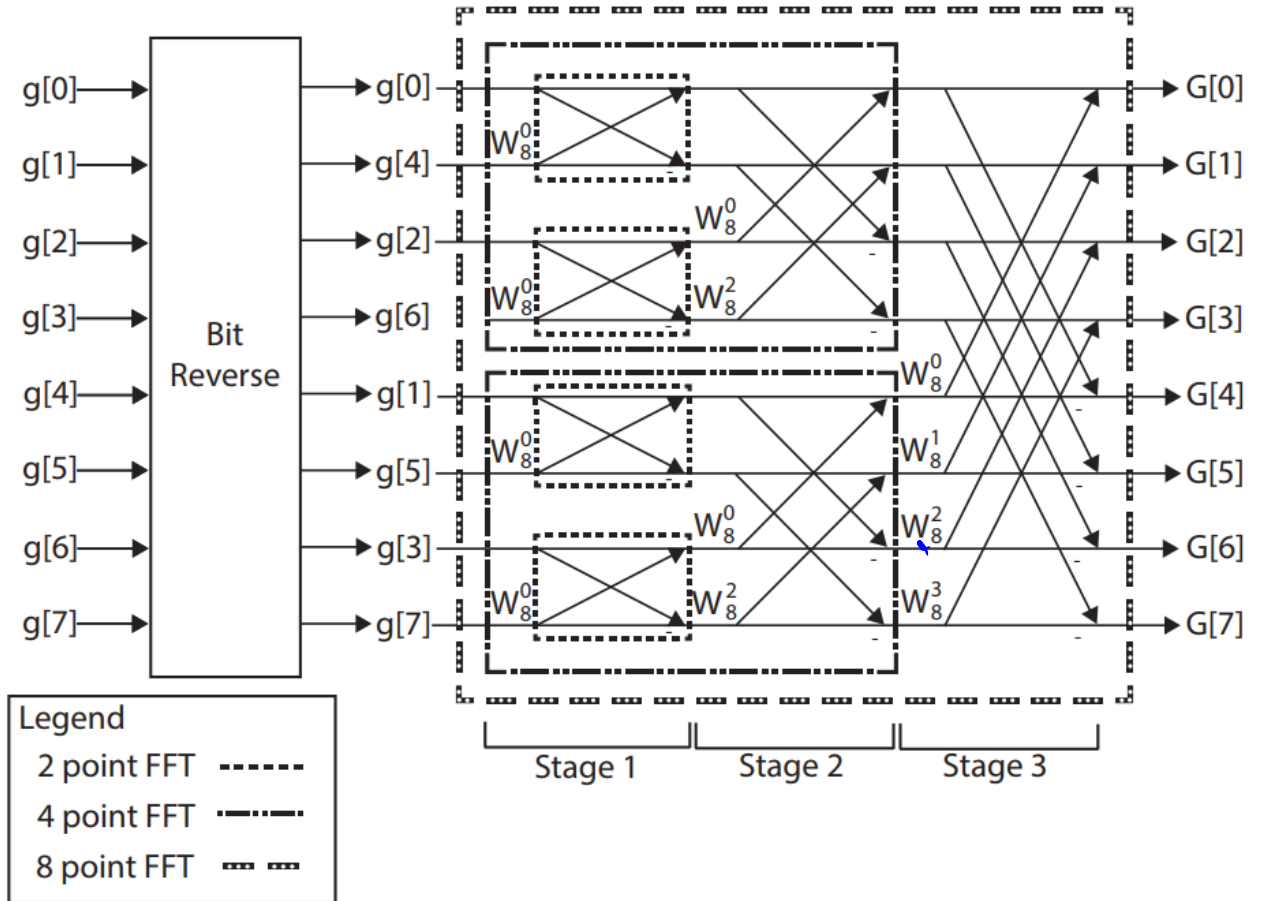 g[0] g[0] G[0]
W₈⁰
g[1] g[4] G[1]
W₈⁰
g[2] g[2] G[2]
W₈⁰ W₈²
g[3] g[6] G[3]
Bit
Reverse
W₈⁰
g[4] g[1] G[4]
W₈⁰ W₈¹
g[5] g[5] G[5]
W₈⁰ W₈²
g[6] g[3] G[6]
W₈⁰ W₈² W₈³
g[7] g[7] G[7]
Stage 1 Stage 2 Stage 3
Legend
2 point FFT
4 point FFT
8 point FFT